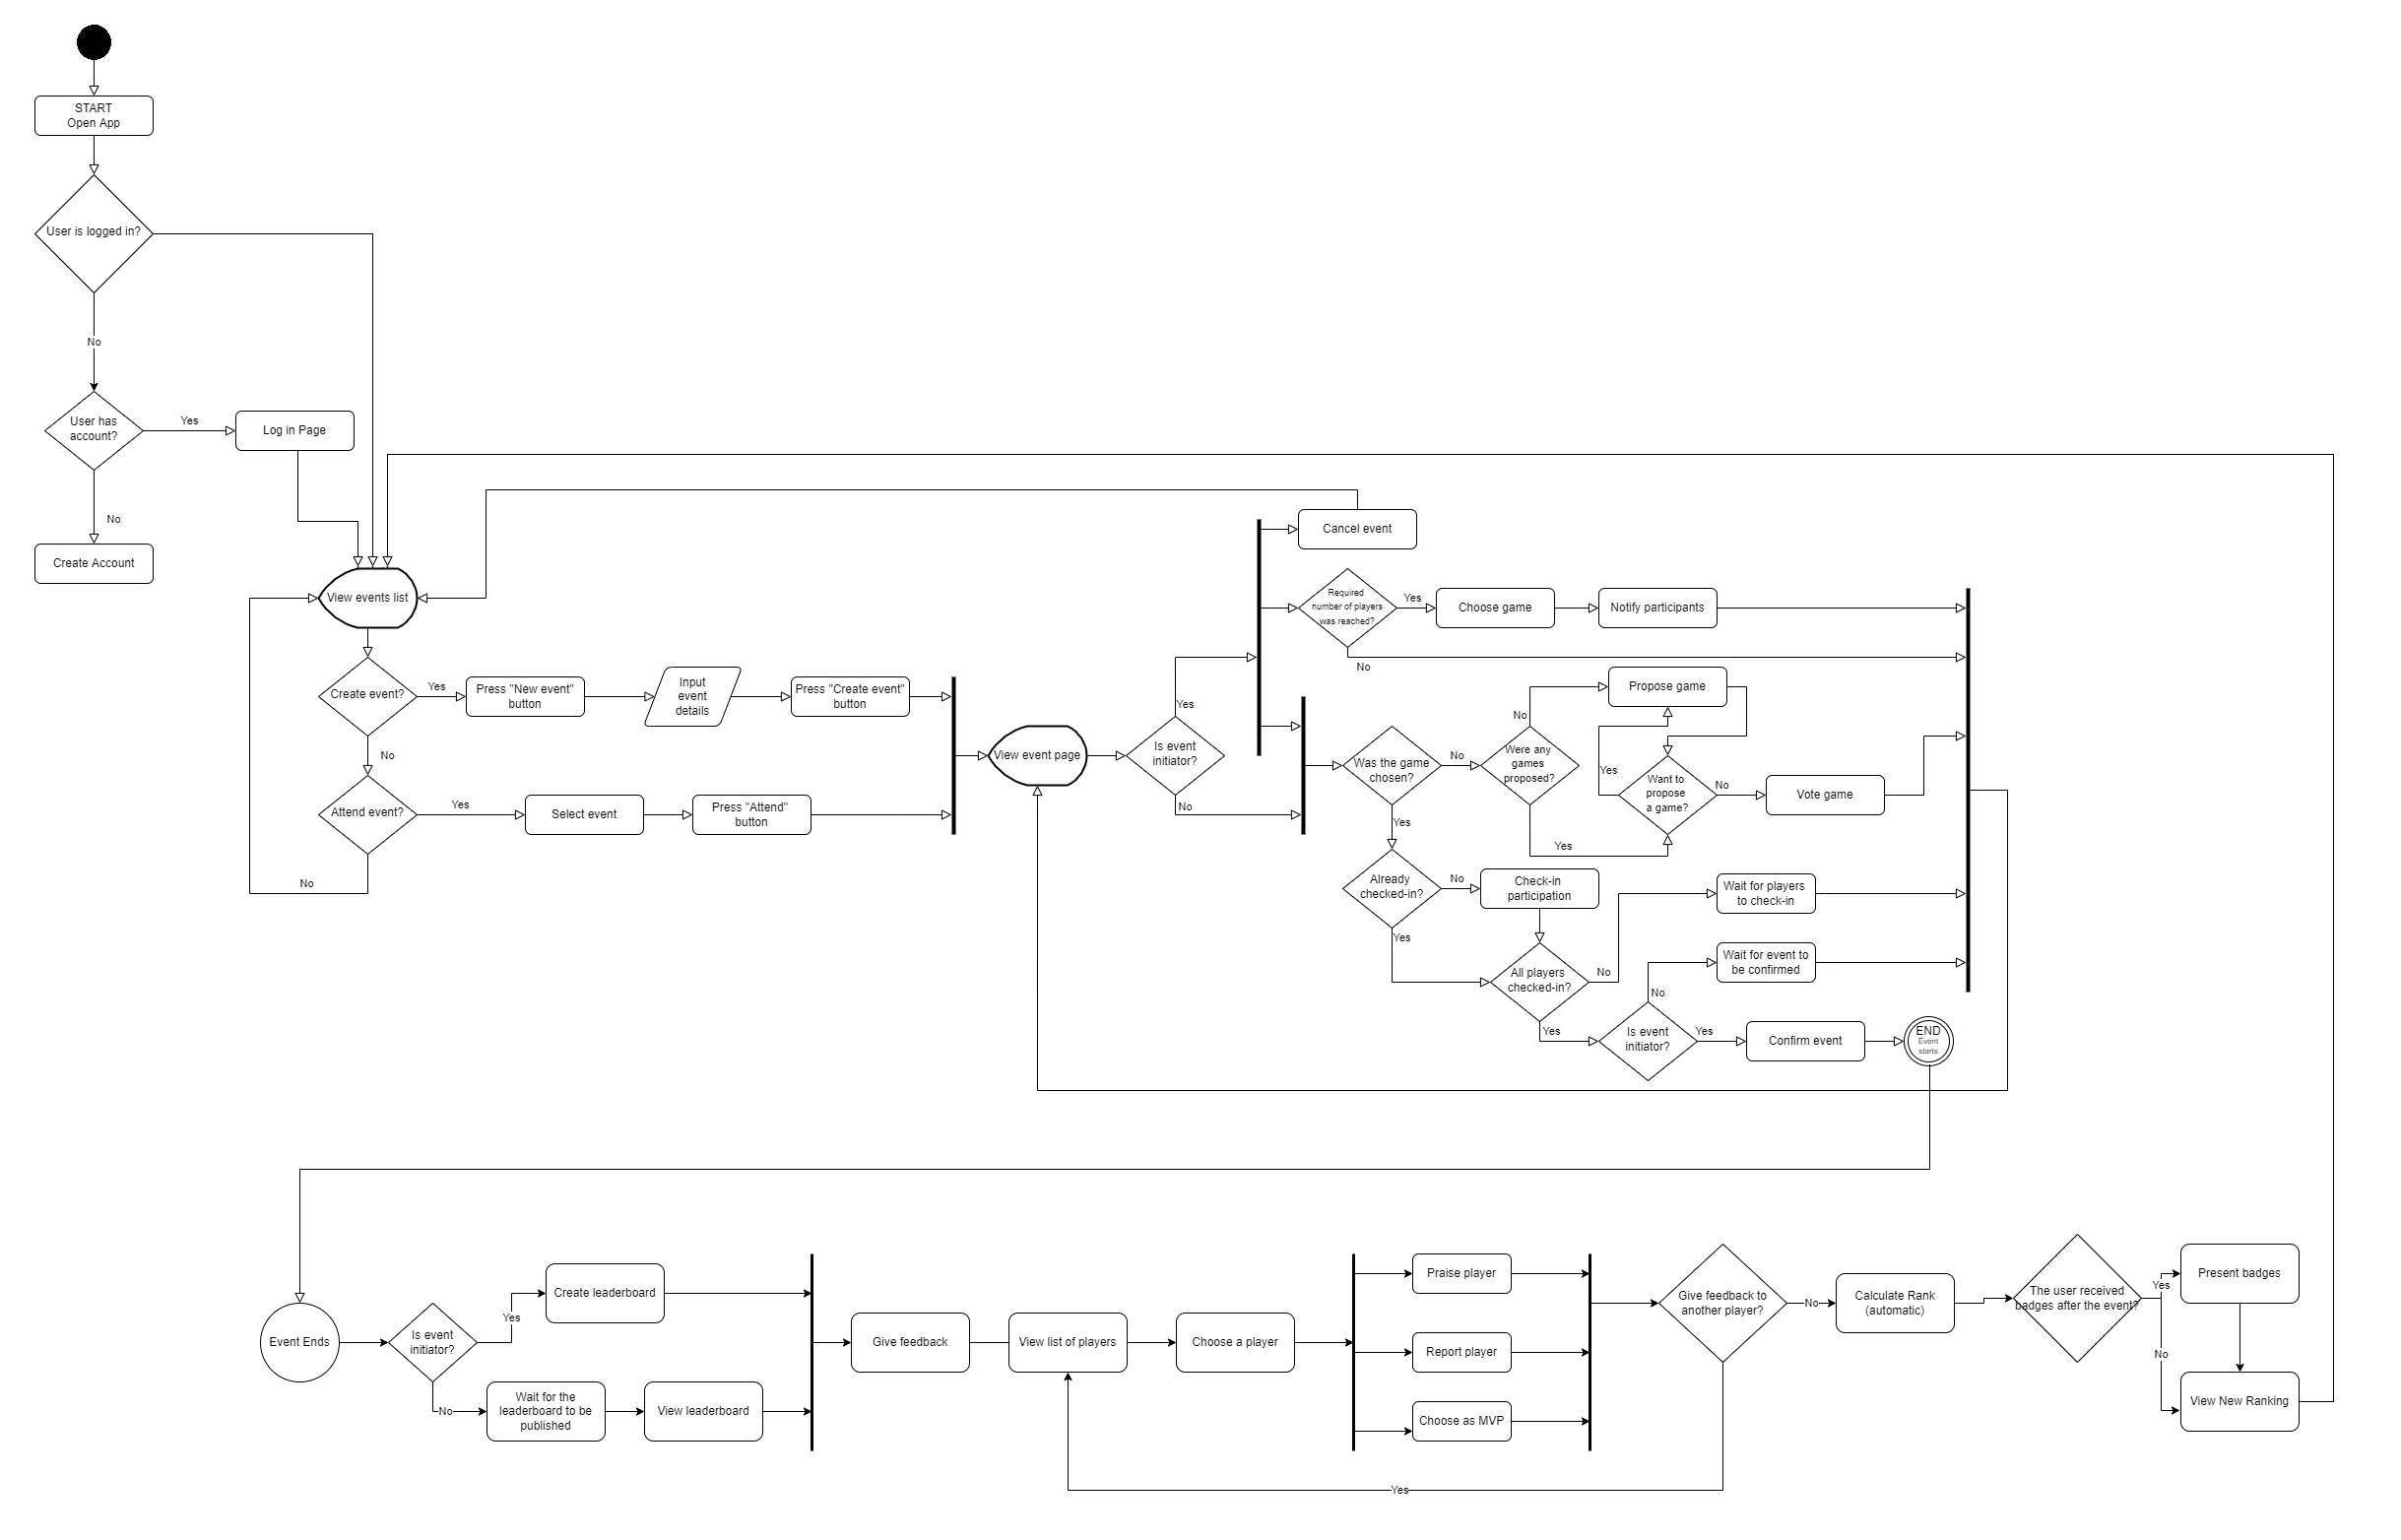 START
Open App
User is logged in?
No
User has
account?
Yes
Log in Page
No
Create Account
View events list
Create event?
Yes
Press "New event"
button
Input
event
details
Press "Create event"
button
No
Attend event?
Yes
Select event
Press "Attend"
button
No
View event page
Is event
initiator?
Yes
No
Cancel event
Required
number of players
was reached?
Yes
Choose game
Notify participants
No
Was the game
chosen?
No
Were any
games
proposed?
No
Propose game
Yes
Want to
propose
a game?
No
Vote game
Yes
Yes
Already
checked-in?
No
Check-in
participation
Yes
All players
checked-in?
No
Wait for players
to check-in
Yes
Is event
initiator?
No
Wait for event to
be confirmed
Yes
Confirm event
END
Event
starts
Event Ends
Is event
initiator?
Yes
Create leaderboard
No
Wait for the
leaderboard to be
published
View leaderboard
Give feedback
View list of players
Choose a player
Praise player
Report player
Choose as MVP
Give feedback to
another player?
Yes
No
Calculate Rank
(automatic)
The user received
badges after the event?
Yes
Present badges
No
View New Ranking